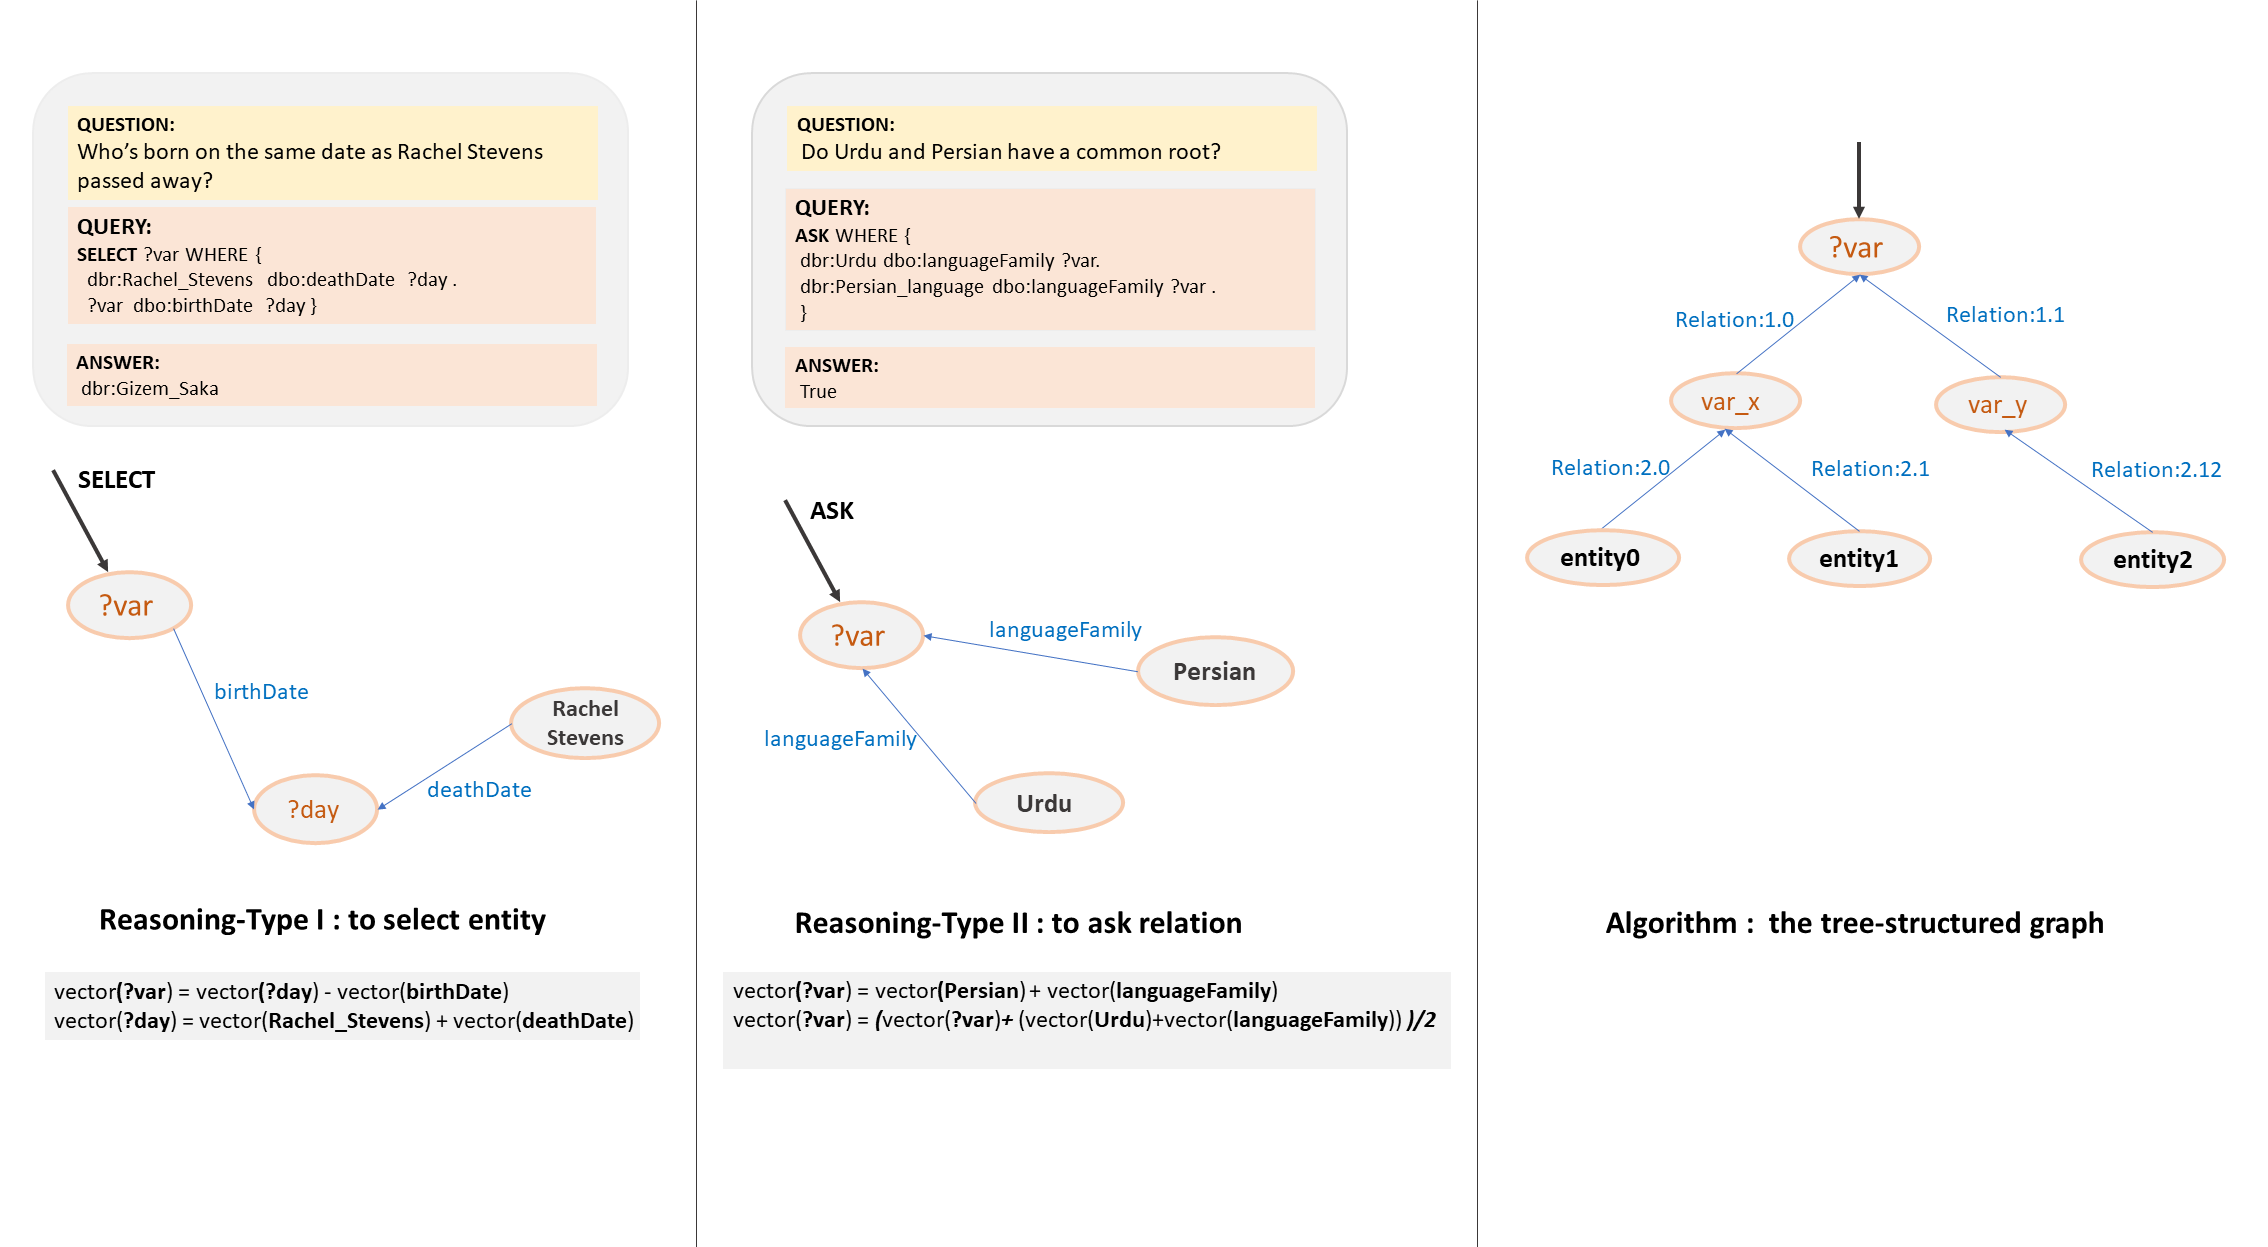 QUESTION:
Who's born on the same date as Rachel Stevens
passed away?
QUERY:
SELECT ?var WHERE {
dbr:Rachel_Stevens dbo:deathDate ?day .
?var dbo:birthDate ?day }
ANSWER:
dbr:Gizem_Saka
SELECT
?var
birthDate
Rachel
Stevens
deathDate
?day
Reasoning-Type I : to select entity
vector(?var) = vector(?day) - vector(birthDate)
vector(?day) = vector(Rachel_Stevens) + vector(deathDate)
QUESTION:
Do Urdu and Persian have a common root?
QUERY:
ASK WHERE {
dbr:Urdu dbo:languageFamily ?var.
dbr:Persian_language dbo:languageFamily ?var .
}
ANSWER:
True
ASK
?var
languageFamily
Persian
languageFamily
Urdu
Reasoning-Type II : to ask relation
vector(?var) = vector(Persian) + vector(languageFamily)
vector(?var) = (vector(?var)+ (vector(Urdu)+vector(languageFamily)) )/2
?var
Relation:1.0
Relation:1.1
var_x
var_y
Relation:2.0
Relation:2.1
Relation:2.12
entity0
entity1
entity2
Algorithm : the tree-structured graph